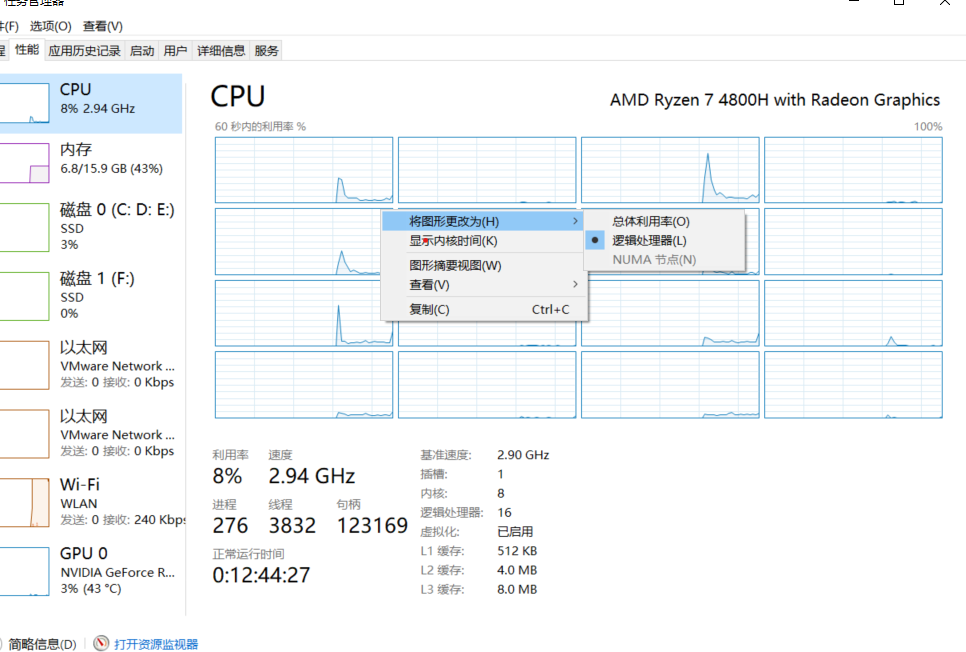 任务管理器
件(F) 选项(O) 查看(V)
程 性能 应用历史记录 启动 用户 详细信息 服务
CPU
8% 2.94 GHz
内存
6.8/15.9 GB (43%)
磁盘 0 (C: D: E:)
SSD
3%
磁盘 1 (F:)
SSD
0%
以太网
VMware Network ...
发送: 0 接收: 0 Kbps
以太网
VMware Network ...
发送: 0 接收: 0 Kbps
Wi-Fi
WLAN
发送: 0 接收: 240 Kbps
GPU 0
NVIDIA GeForce R...
3% (43 °C)
CPU
AMD Ryzen 7 4800H with Radeon Graphics
60 秒内的利用率 %
100%
将图形更改为(H)
显示内核时间(K)
图形摘要视图(W)
查看(V)
复制(C) Ctrl+C
总体利用率(O)
逻辑处理器(L)
NUMA 节点(N)
利用率 速度
8% 2.94 GHz
进程 线程 句柄
276 3832 123169
正常运行时间
0:12:44:27
基准速度: 2.90 GHz
插槽: 1
内核: 8
逻辑处理器: 16
虚拟化: 已启用
L1 缓存: 512 KB
L2 缓存: 4.0 MB
L3 缓存: 8.0 MB
简略信息(D)
打开资源监视器